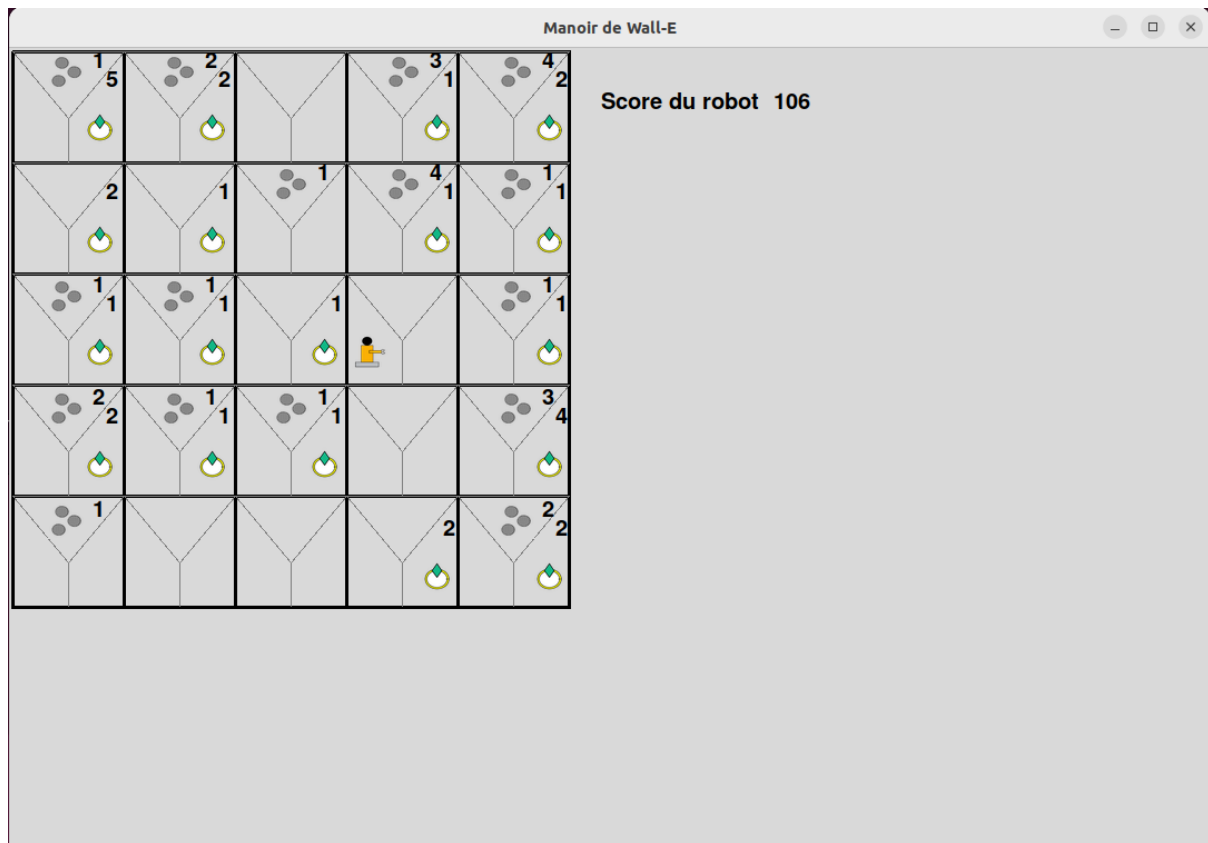 Manoir de Wall-E
1 2 3 4
5 2 1 2
Score du robot 106
1 4 1
2 1 1 1
1 1 1
1 1 1 1
2 1 1 3
2 1 1 4
1 2
2 2